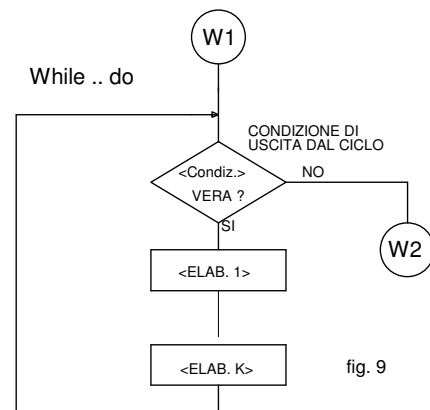 W1
While .. do
CONDIZIONE DI
USCITA DAL CICLO
<Condiz.>
VERA ?
NO
SI
W2
<ELAB. 1>
<ELAB. K>
fig. 9